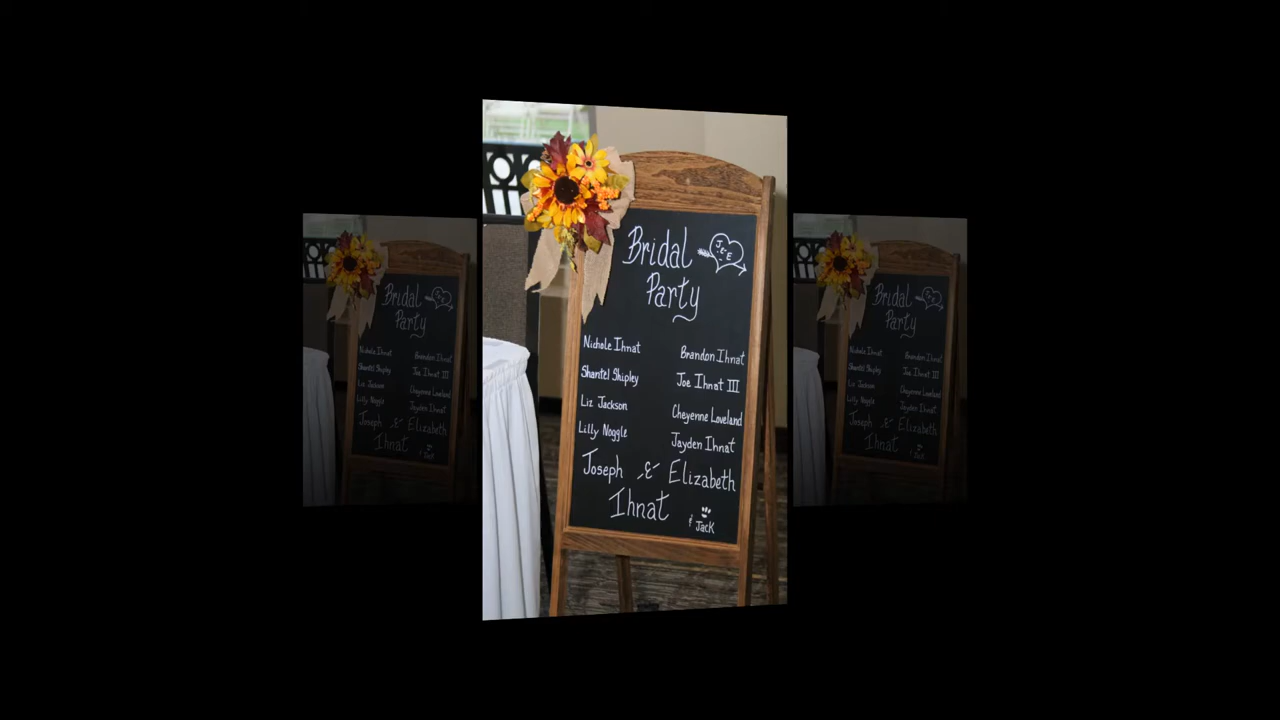 Bridal
J & E
Party
Nichole Ihnat
Brandon Ihnat
Shantel Shipley
Joe Ihnat III
Liz Jackson
Cheyenne Loveland
Lilly Noggle
Jayden Ihnat
Joseph & Elizabeth
Ihnat
& Jack